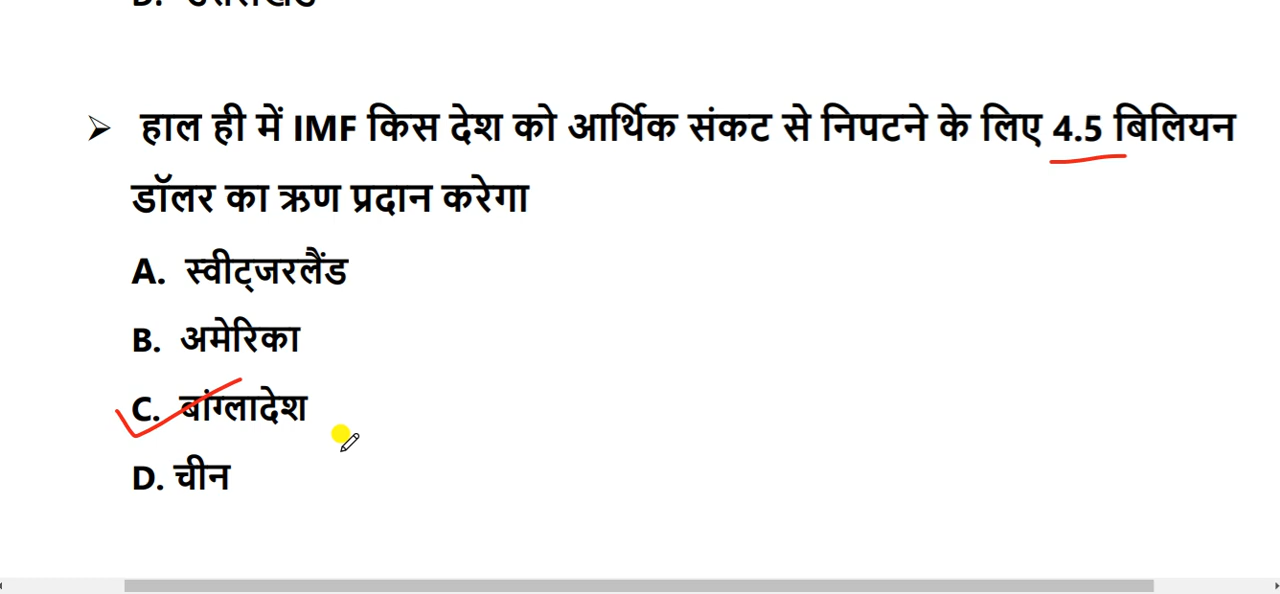 ➢ हाल ही में IMF किस देश को आर्थिक संकट से निपटने के लिए 4.5 बिलियन
डॉलर का ऋण प्रदान करेगा
A. स्वीट्जरलैंड
B. अमेरिका
C. बांग्लादेश
D. चीन